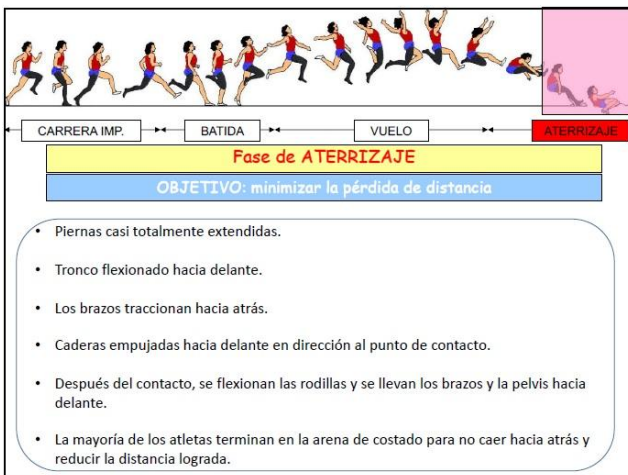 CARRERA IMP.
BATIDA
VUELO
ATERRIZAJE
Fase de ATERRIZAJE
OBJETIVO: minimizar la pérdida de distancia
• Piernas casi totalmente extendidas.
• Tronco flexionado hacia delante.
• Los brazos traccionan hacia atrás.
• Caderas empujadas hacia delante en dirección al punto de contacto.
• Después del contacto, se flexionan las rodillas y se llevan los brazos y la pelvis hacia
delante.
• La mayoría de los atletas terminan en la arena de costado para no caer hacia atrás y
reducir la distancia lograda.